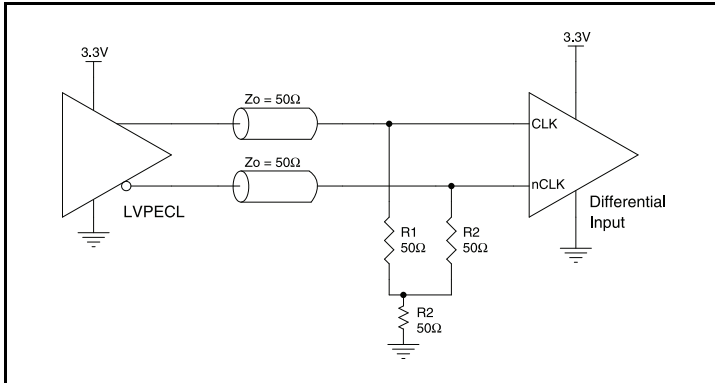 3.3V
3.3V
Zo = 50Ω
CLK
Zo = 50Ω
nCLK
LVPECL
Differential
Input
R1
50Ω
R2
50Ω
R2
50Ω